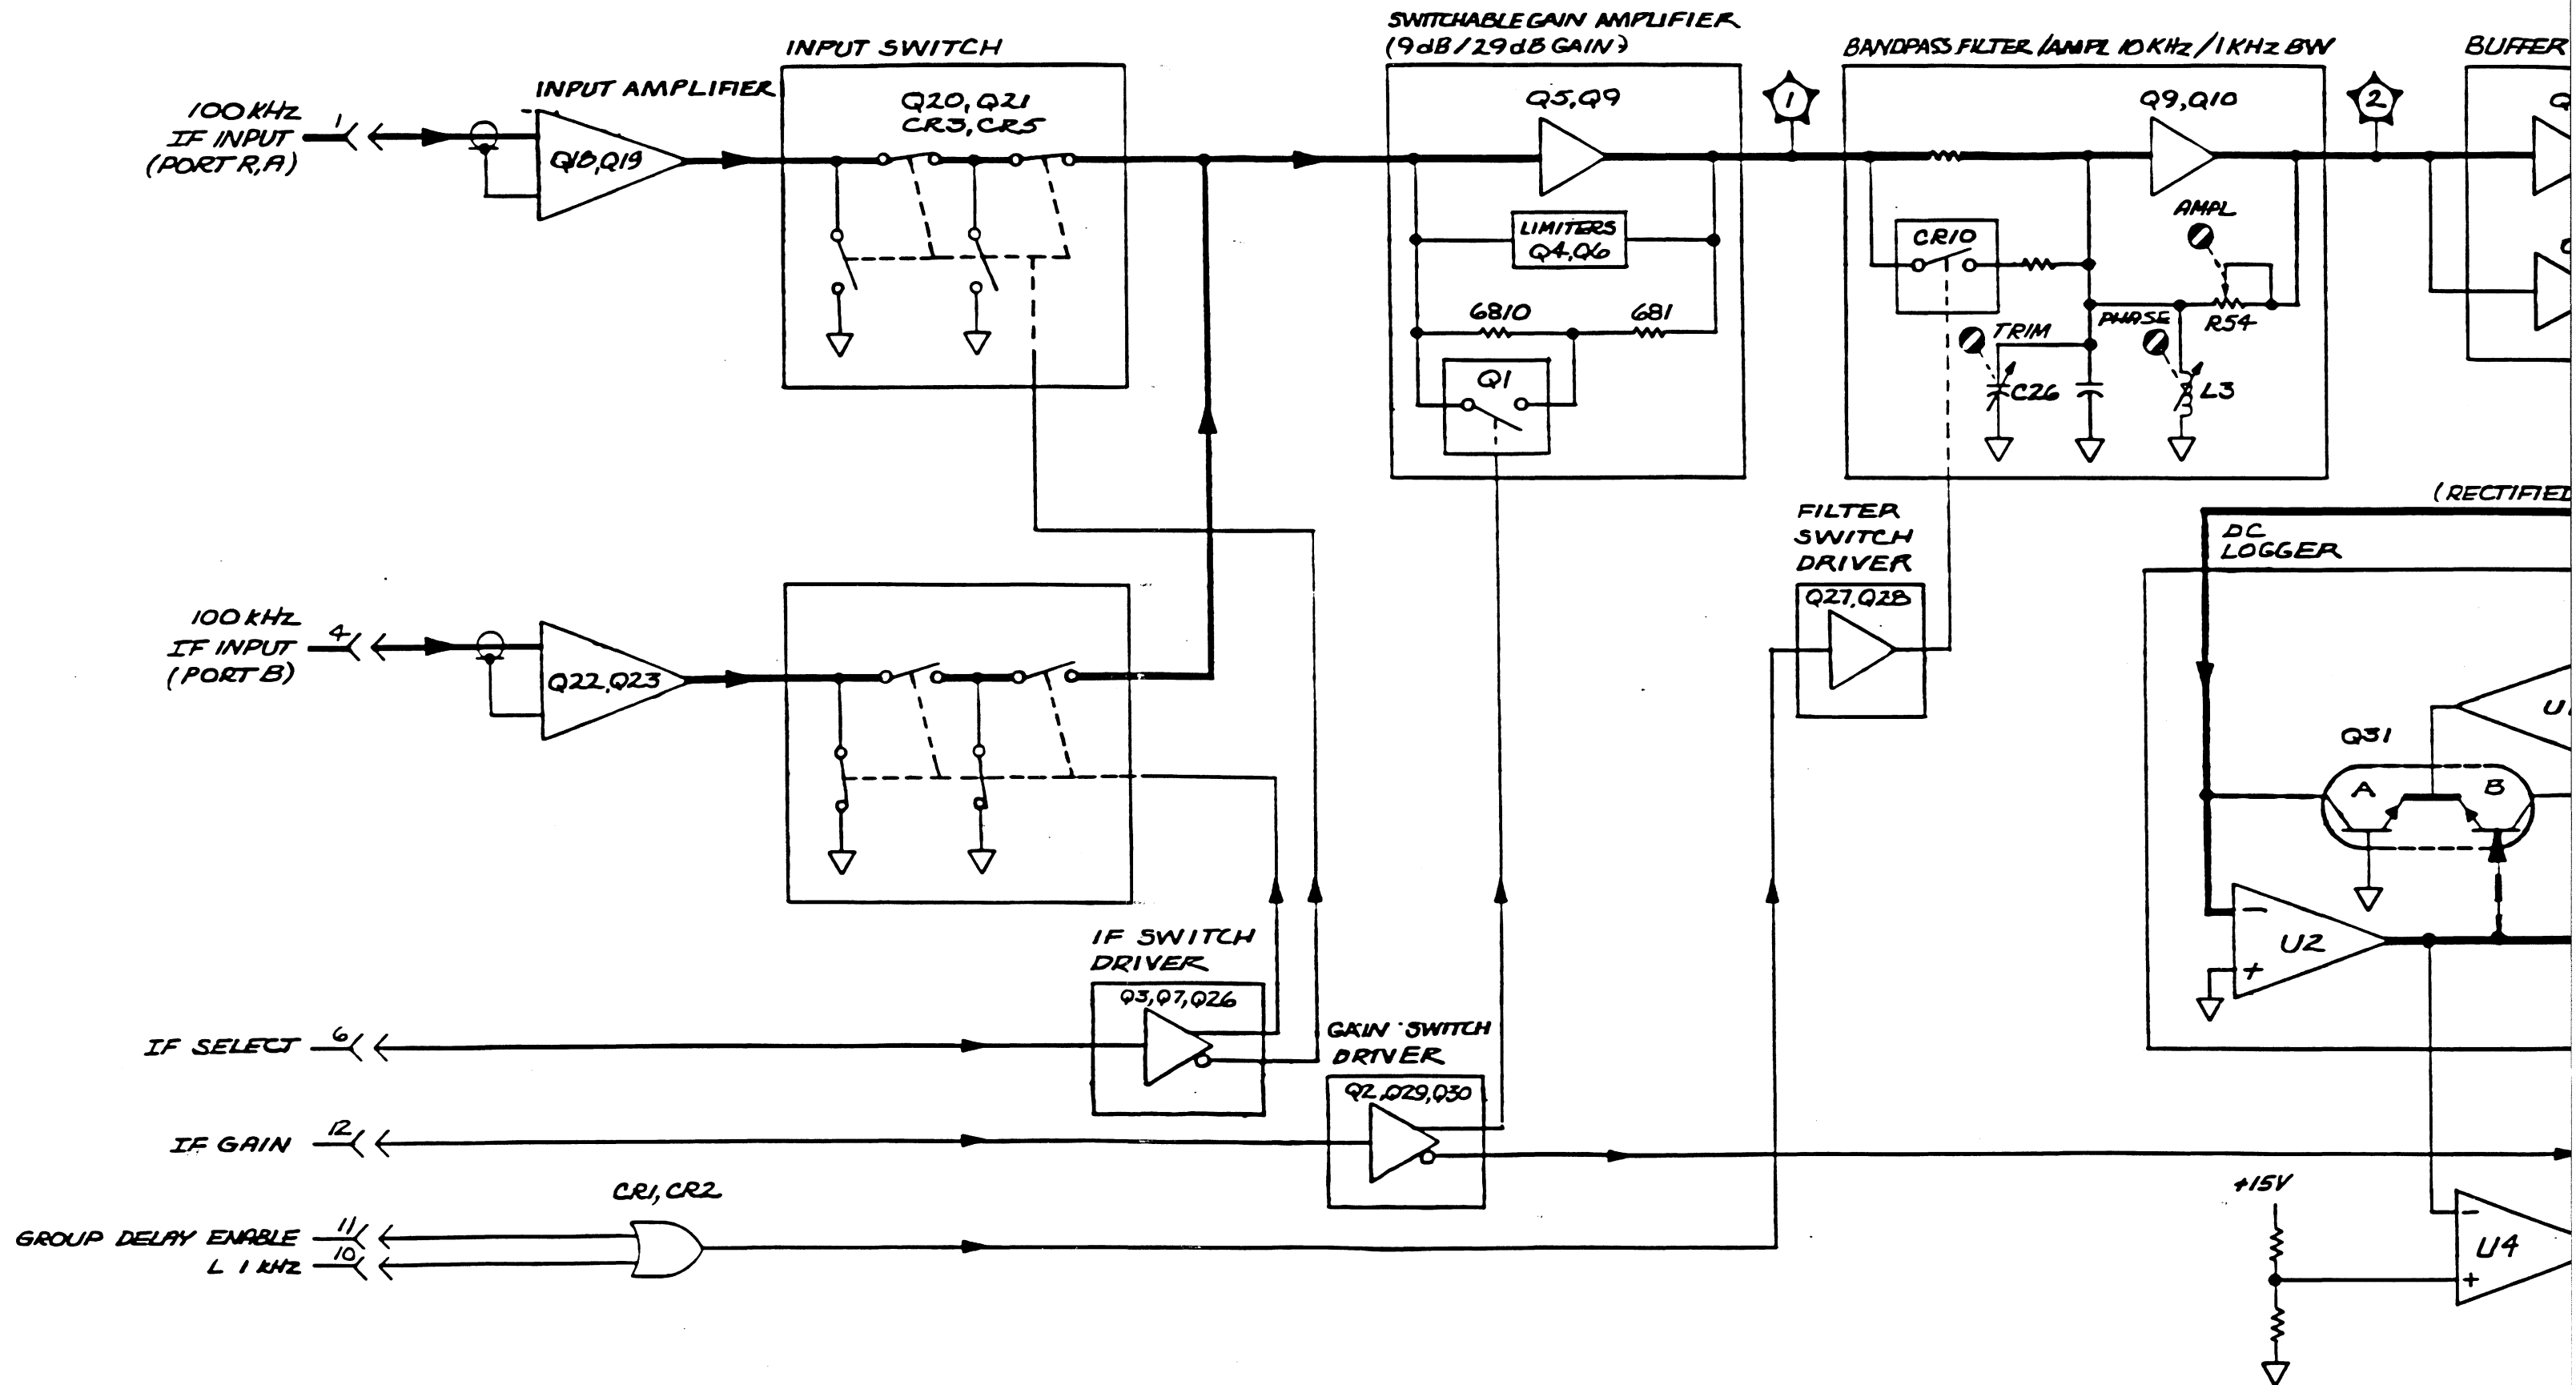 INPUT SWITCH
SWITCHABLE GAIN AMPLIFIER
(9dB/29dB GAIN)
BANDPASS FILTER/AMPL 10KHz/1KHz BW
BUFFER
INPUT AMPLIFIER
100KHz
IF INPUT
(PORT R,A)
1
Q18,Q19
Q20,Q21
CR3,CR5
Q5,Q9
1
Q9,Q10
2
LIMITERS
Q4,Q6
6810
681
Q1
CR10
AMPL
TRIM
PHASE
R54
C26
L3
(RECTIFIED
DC
LOGGER
FILTER
SWITCH
DRIVER
Q27,Q28
100KHz
IF INPUT
(PORT B)
4
Q22,Q23
Q31
A
B
-
+
U2
IF SWITCH
DRIVER
Q3,Q7,Q26
IF SELECT
6
GAIN SWITCH
DRIVER
Q2,Q29,Q30
IF GAIN
12
CR1,CR2
GROUP DELAY ENABLE
11
L 1 KHZ
10
+15V
-
+
U4